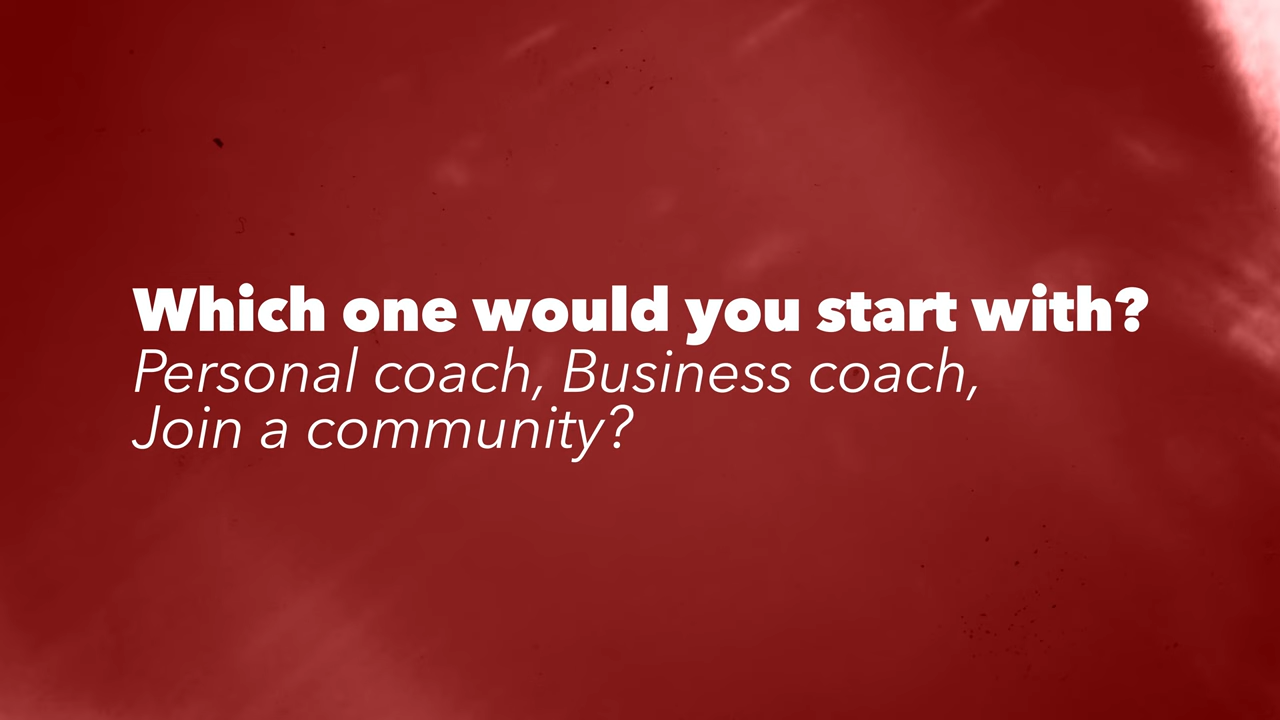 Which one would you start with?
Personal coach, Business coach,
Join a community?